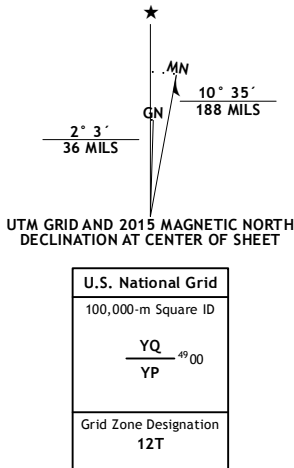 ★
MN
GN
10° 35´
188 MILS
2° 3´
36 MILS
UTM GRID AND 2015 MAGNETIC NORTH
DECLINATION AT CENTER OF SHEET
U.S. National Grid
100,000-m Square ID
YQ
4900
YP
Grid Zone Designation
12T